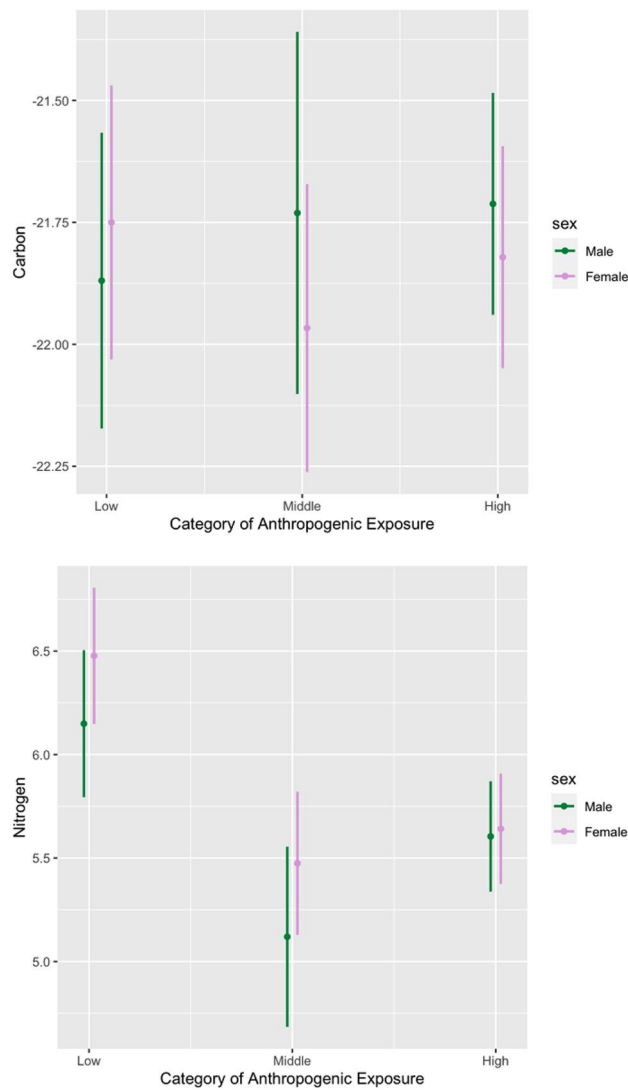 -21.50
-21.75
-22.00
-22.25
Carbon
Low
Middle
High
Category of Anthropogenic Exposure
sex
Male
Female
6.5
6.0
5.5
5.0
Nitrogen
Low
Middle
High
Category of Anthropogenic Exposure
sex
Male
Female